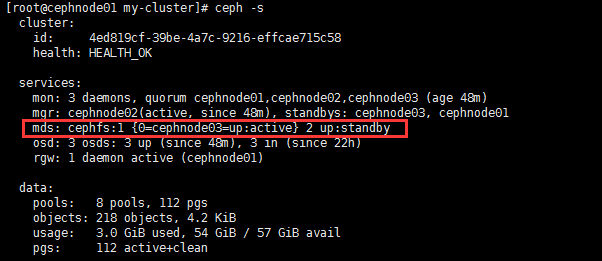 [root@cephnode01 my-cluster]# ceph -s
  cluster:
    id:     4ed819cf-39be-4a7c-9216-effcae715c58
    health: HEALTH_OK

  services:
    mon: 3 daemons, quorum cephnode01,cephnode02,cephnode03 (age 48m)
    mgr: cephnode02(active, since 48m), standbys: cephnode03, cephnode01
    mds: cephfs:1 {0=cephnode03=up:active} 2 up:standby
    osd: 3 osds: 3 up (since 48m), 3 in (since 22h)
    rgw: 1 daemon active (cephnode01)

  data:
    pools:   8 pools, 112 pgs
    objects: 218 objects, 4.2 KiB
    usage:   3.0 GiB used, 54 GiB / 57 GiB avail
    pgs:     112 active+clean